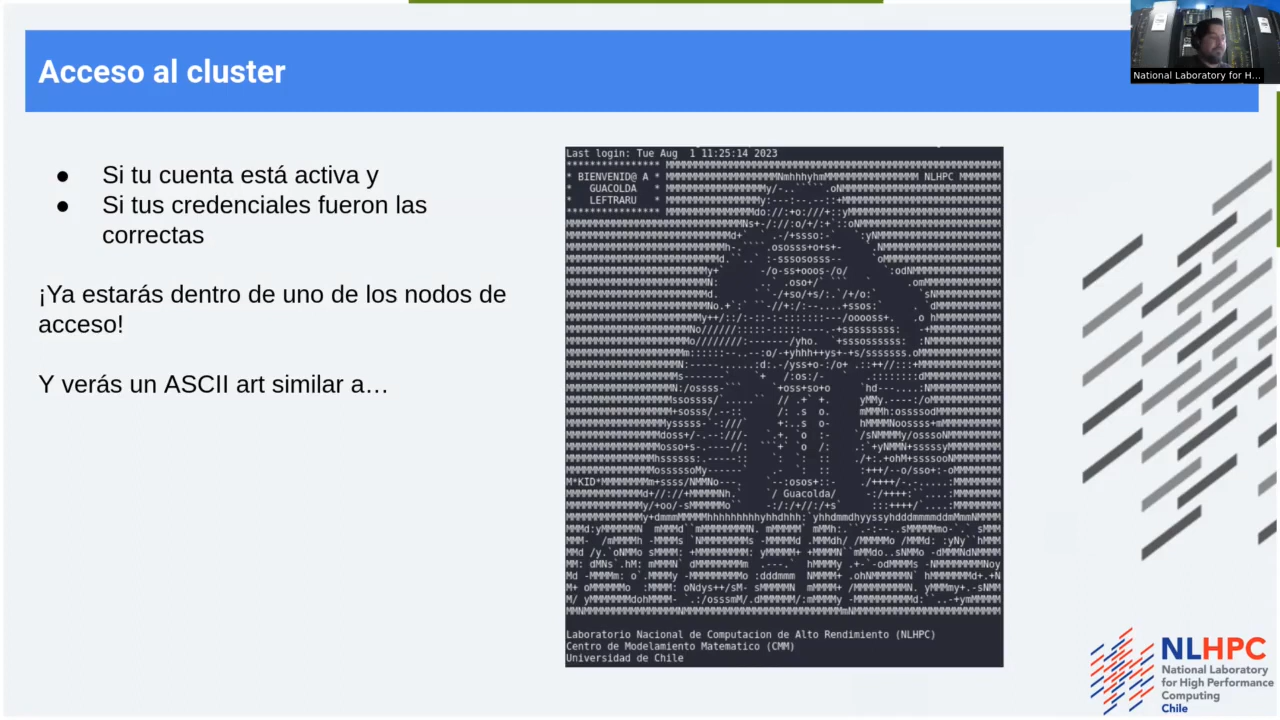 Acceso al cluster
National Laboratory for H...
● Si tu cuenta está activa y
● Si tus credenciales fueron las
correctas
¡Ya estarás dentro de uno de los nodos de
acceso!
Y verás un ASCII art similar a…
Last login: Tue Aug  1 11:25:14 2023
* BIENVENID@ A *
* GUACOLDA *
* LEFTRARU *
NLHPC
*KID*
/ Guacolda/
Laboratorio Nacional de Computacion de Alto Rendimiento (NLHPC)
Centro de Modelamiento Matematico (CMM)
Universidad de Chile
NLHPC
National Laboratory
for High Performance
Computing
Chile